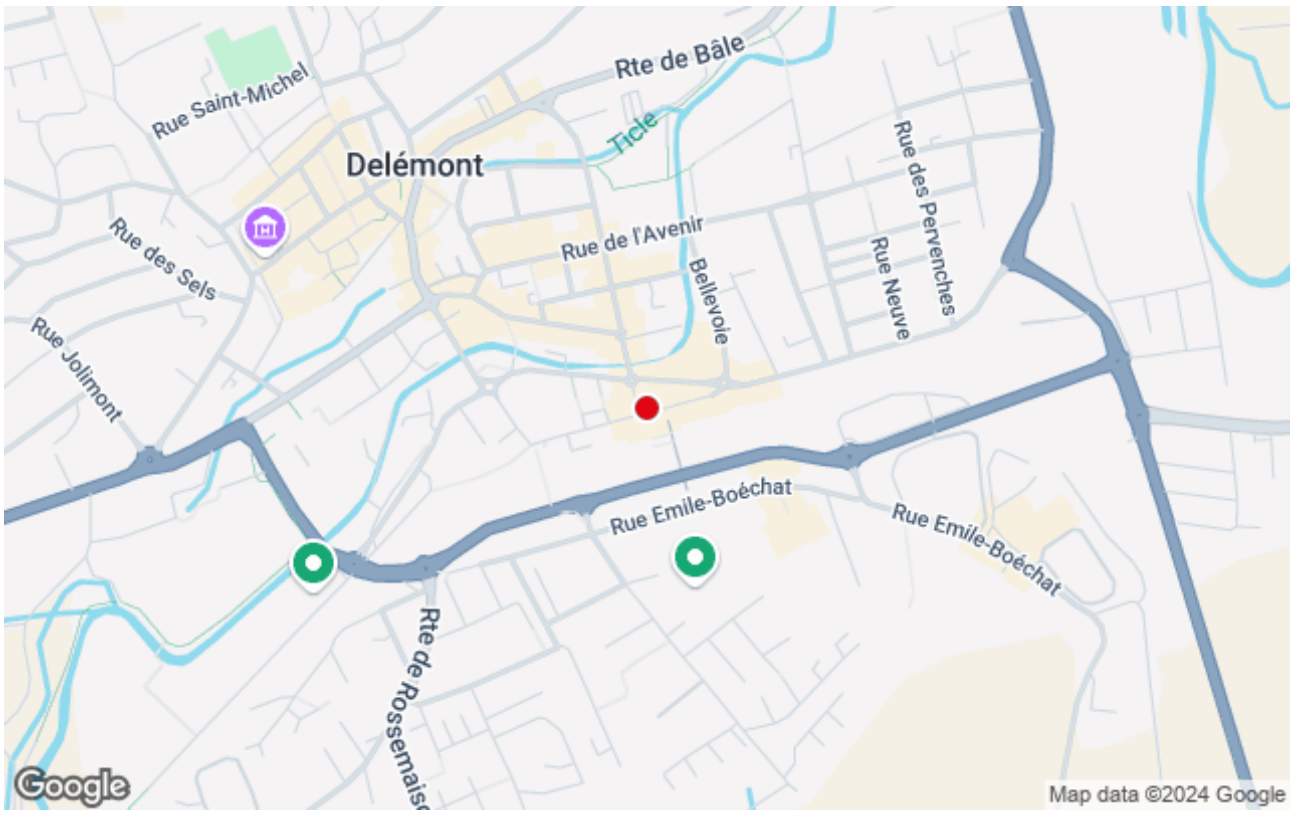 Rte de Bâle
Rue Saint-Michel
Ticle
Delémont
Rue des Pervenches
Rue de l'Avenir
Rue des Sels
Rue Neuve
Bellevoie
Rue Jolimont
Rue Emile-Boéchat
Rue Emile-Boéchat
Rte de Rossemaiso
Google
Map data ©2024 Google